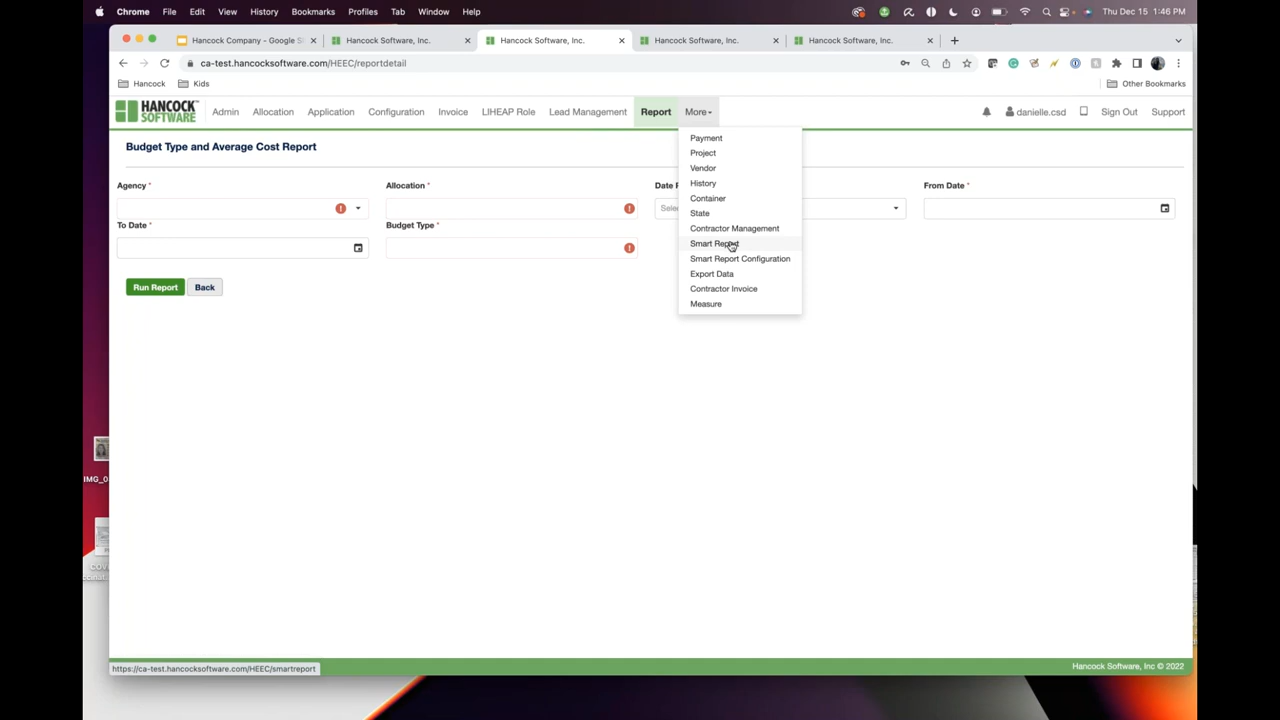 Chrome File Edit View History Bookmarks Profiles Tab Window Help Thu Dec 15 1:46 PM
Hancock Company - Google S Hancock Software, Inc. Hancock Software, Inc. Hancock Software, Inc. Hancock Software, Inc.
ca-test.hancocksoftware.com/HEEC/reportdetail
Hancock Kids Other Bookmarks
HANCOCK SOFTWARE Admin Allocation Application Configuration Invoice LIHEAP Role Lead Management Report More danielle.csd Sign Out Support
Budget Type and Average Cost Report
Payment
Project
Vendor
History
Container
State
Contractor Management
Smart Report
Smart Report Configuration
Export Data
Contractor Invoice
Measure
Agency * Allocation * Date From Date *
To Date * Budget Type *
Run Report Back
IMG_0
https://ca-test.hancocksoftware.com/HEEC/smartreport
Hancock Software, Inc © 2022